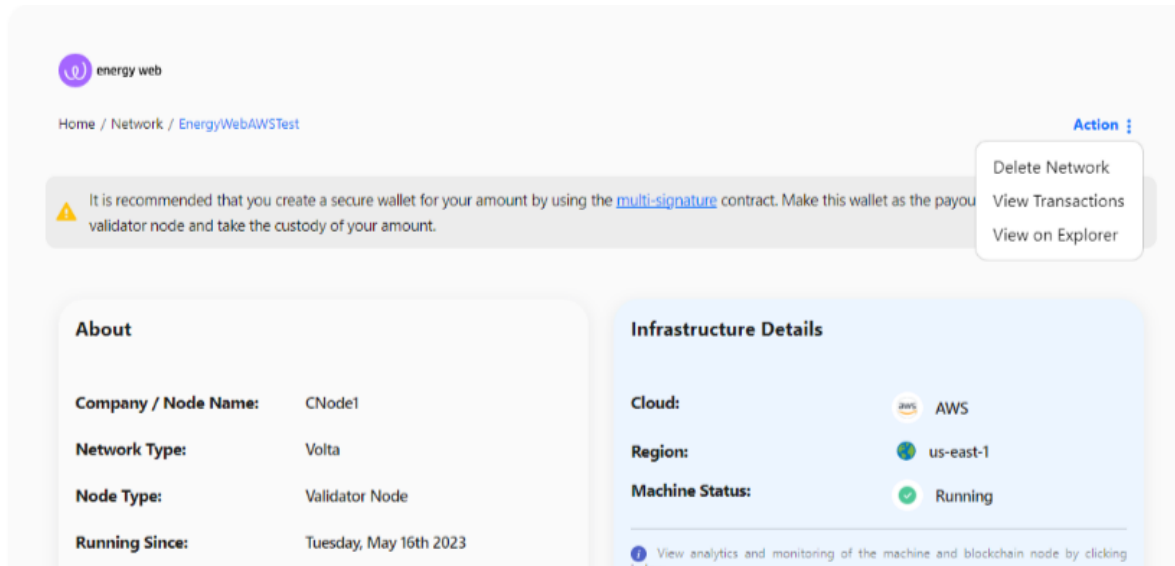 energy web
Home / Network / EnergyWebAWSTest
Action
Delete Network
View Transactions
View on Explorer
It is recommended that you create a secure wallet for your amount by using the multi-signature contract. Make this wallet as the payou
validator node and take the custody of your amount.
About
Company / Node Name: CNode1
Network Type: Volta
Node Type: Validator Node
Running Since: Tuesday, May 16th 2023
Infrastructure Details
Cloud: aws AWS
Region: us-east-1
Machine Status: Running
View analytics and monitoring of the machine and blockchain node by clicking